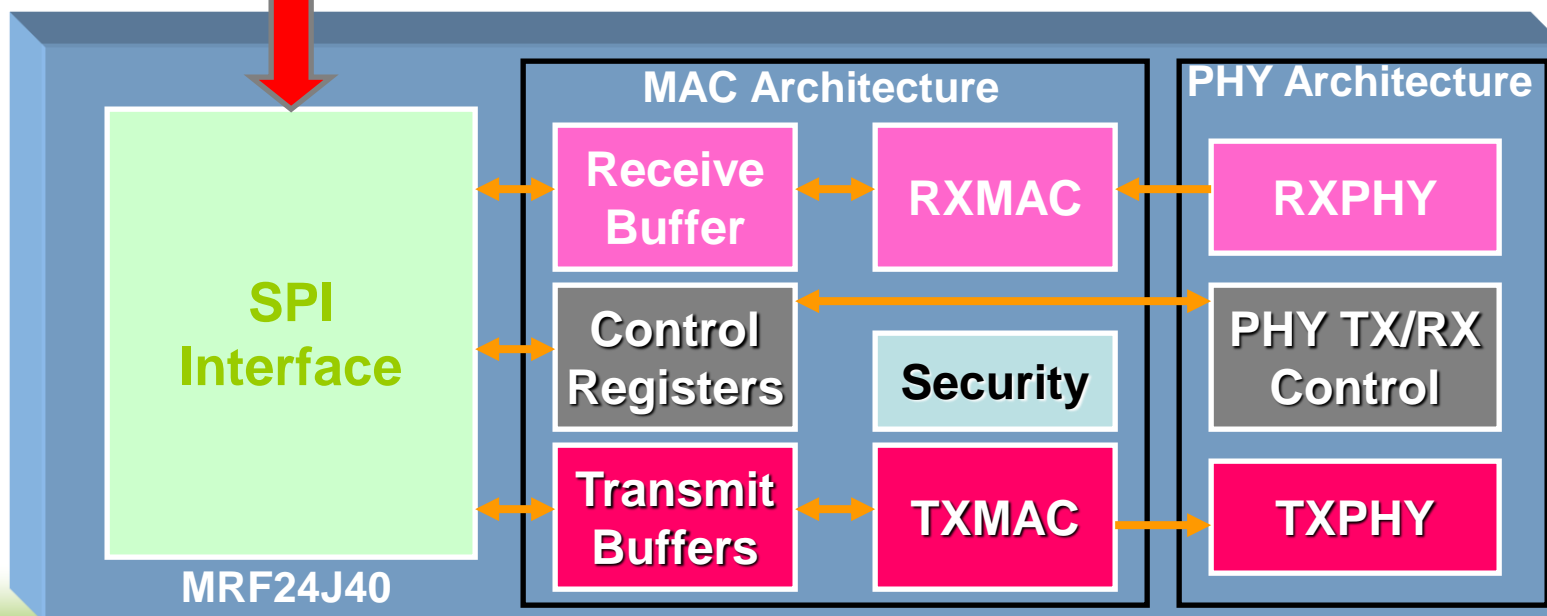 MAC Architecture
PHY Architecture
SPI
Interface
Receive
Buffer
RXMAC
RXPHY
Control
Registers
Security
PHY TX/RX
Control
Transmit
Buffers
TXMAC
TXPHY
MRF24J40